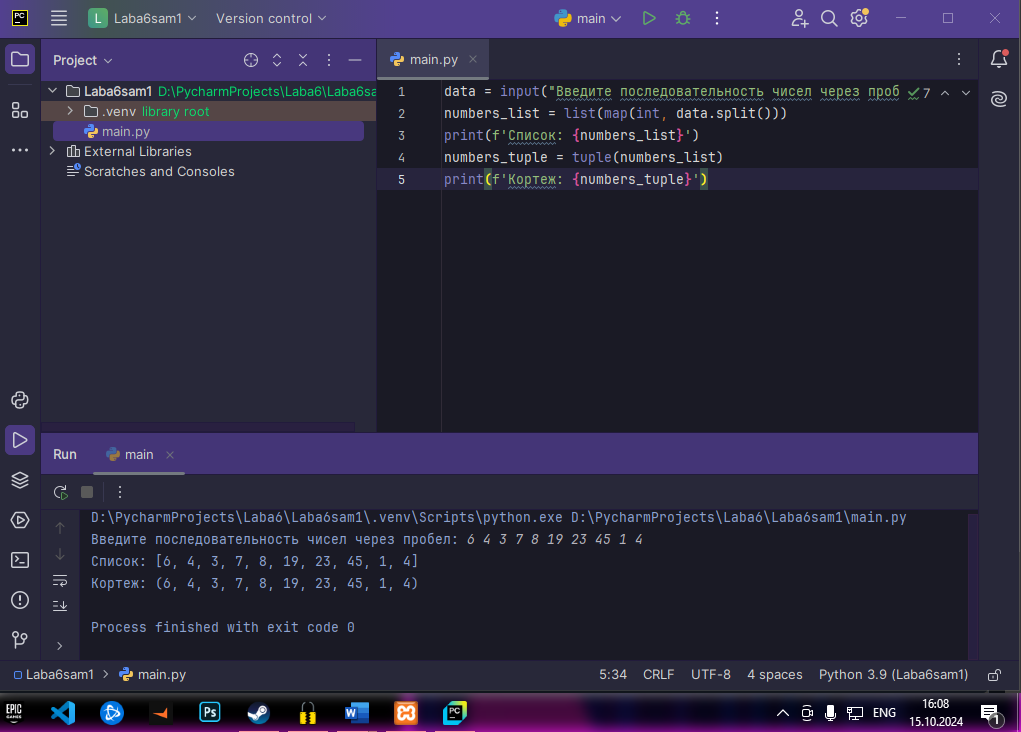 PC
L
Laba6sam1
Version control
main
Project
main.py
Laba6sam1 D:\PycharmProjects\Laba6\Laba6sa
.venv library root
main.py
External Libraries
Scratches and Consoles
1 data = input("Введите последовательность чисел через проб
7
2 numbers_list = list(map(int, data.split()))
3 print(f'Список: {numbers_list}')
4 numbers_tuple = tuple(numbers_list)
5 print(f'Кортеж: {numbers_tuple}')
Run
main
D:\PycharmProjects\Laba6\Laba6sam1\.venv\Scripts\python.exe D:\PycharmProjects\Laba6\Laba6sam1\main.py
Введите последовательность чисел через пробел: 6 4 3 7 8 19 23 45 1 4
Список: [6, 4, 3, 7, 8, 19, 23, 45, 1, 4]
Кортеж: (6, 4, 3, 7, 8, 19, 23, 45, 1, 4)
Process finished with exit code 0
Laba6sam1 > main.py
5:34 CRLF UTF-8 4 spaces Python 3.9 (Laba6sam1)
EPIC GAMES
Ps
W
PC
ENG
16:08
15.10.2024
1